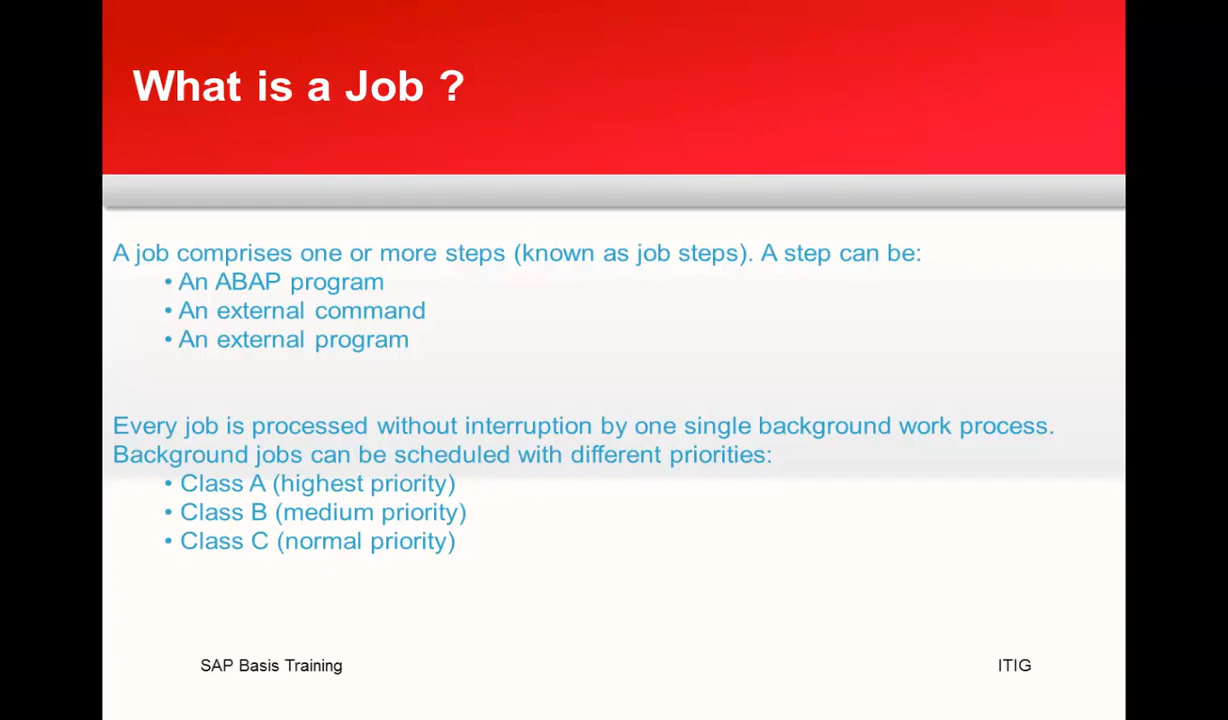 What is a Job ?
A job comprises one or more steps (known as job steps). A step can be:
• An ABAP program
• An external command
• An external program
Every job is processed without interruption by one single background work process.
Background jobs can be scheduled with different priorities:
• Class A (highest priority)
• Class B (medium priority)
• Class C (normal priority)
SAP Basis Training
ITIG